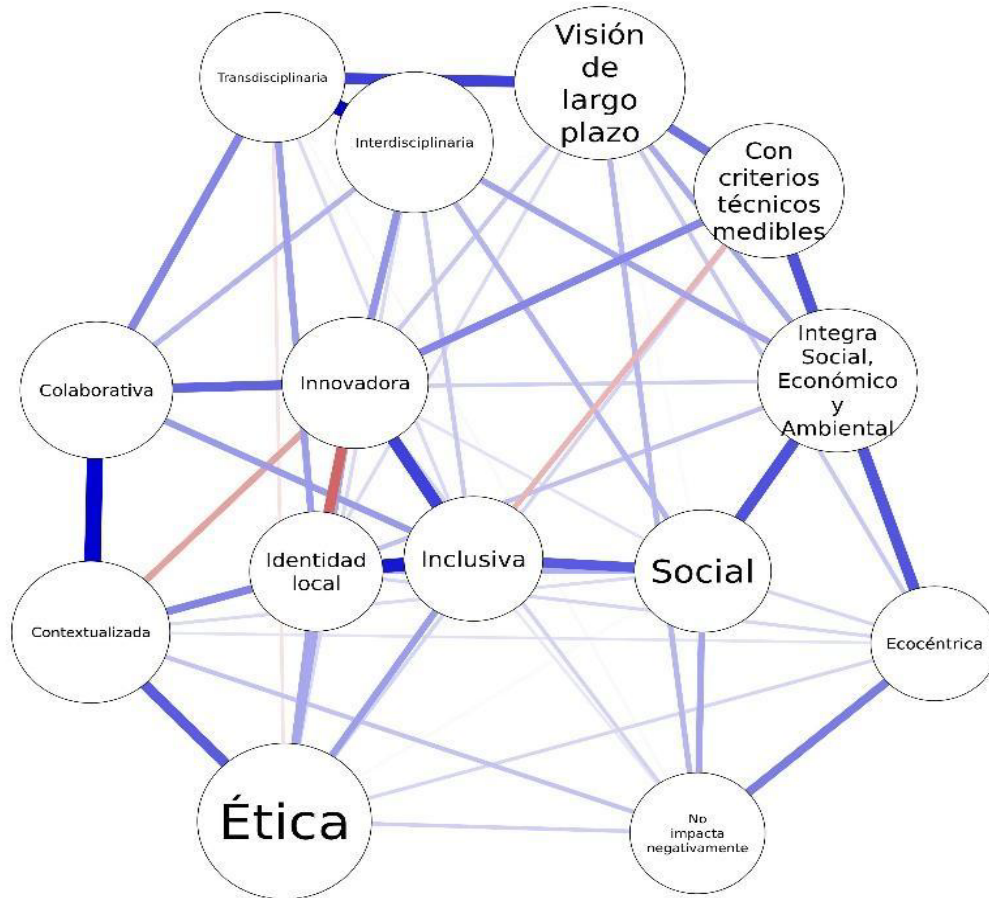 Transdisciplinaria
Visión
de
largo
plazo
Interdisciplinaria
Con
criterios
técnicos
medibles
Colaborativa
Innovadora
Integra
Social,
Económico
y
Ambiental
Identidad
local
Inclusiva
Social
Contextualizada
Ecocéntrica
Ética
No
impacta
negativamente